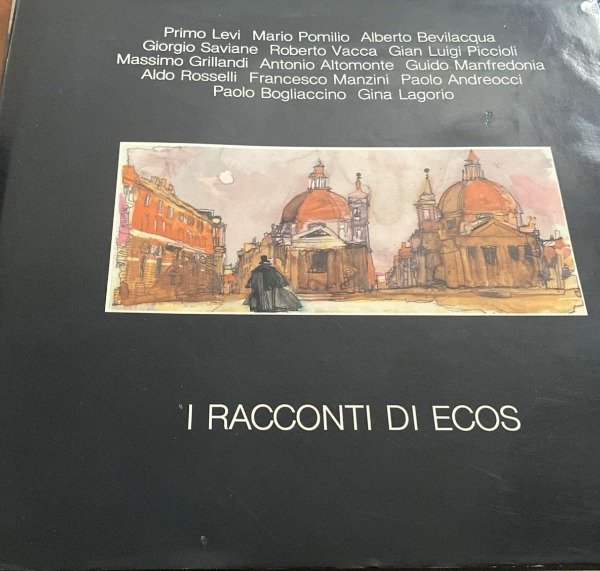 Primo Levi Mario Pomilio Alberto Bevilacqua
Giorgio Saviane Roberto Vacca Gian Luigi Piccioli
Massimo Grillandi Antonio Altomonte Guido Manfredonia
Aldo Rosselli Francesco Manzini Paolo Andreocci
Paolo Bogliaccino Gina Lagorio
I RACCONTI DI ECOS